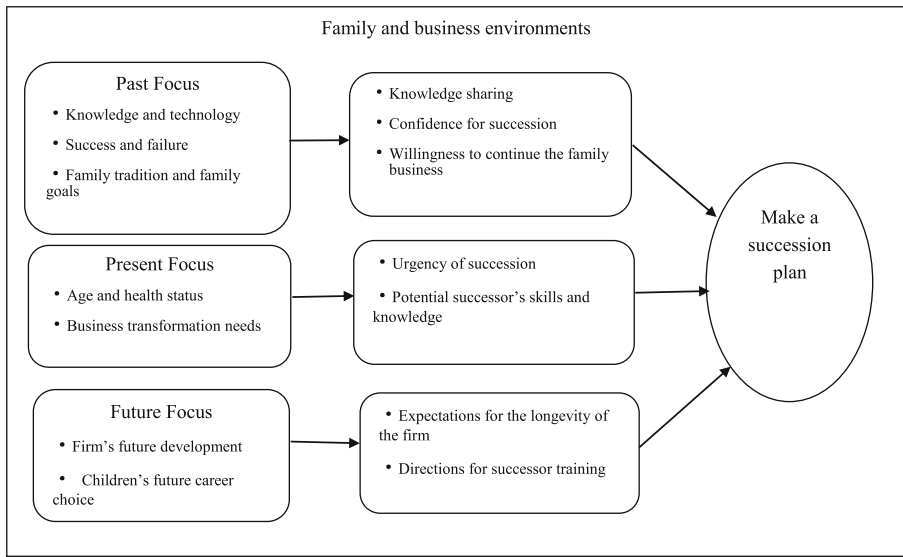 Family and business environments
Past Focus
• Knowledge and technology
• Success and failure
• Family tradition and family
goals
• Knowledge sharing
• Confidence for succession
• Willingness to continue the family
business
Present Focus
• Age and health status
• Business transformation needs
• Urgency of succession
• Potential successor’s skills and
knowledge
Future Focus
• Firm’s future development
• Children’s future career
choice
• Expectations for the longevity of
the firm
• Directions for successor training
Make a
succession
plan